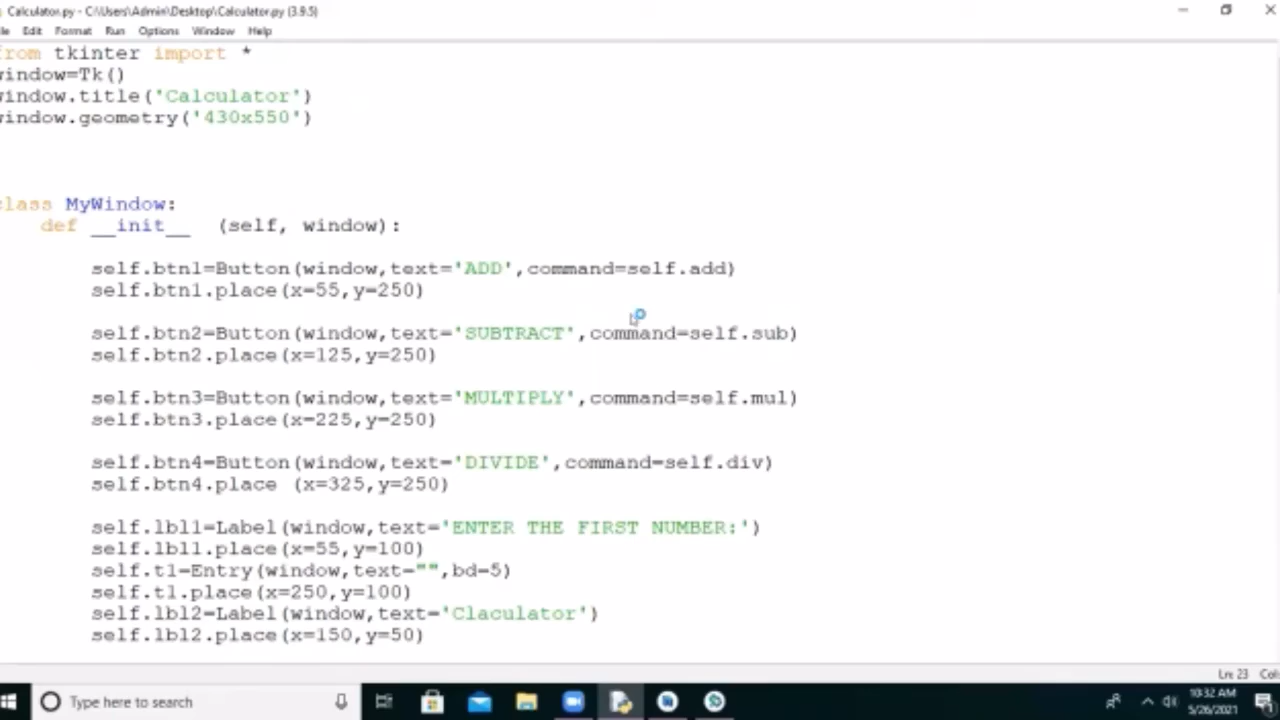 Calculator.py - C:\Users\Admin\Desktop\Calculator.py (3.9.5)
le Edit Format Run Options Window Help
from tkinter import *
window=Tk()
window.title('Calculator')
window.geometry('430x550')
class MyWindow:
def __init__ (self, window):
self.btn1=Button(window,text='ADD',command=self.add)
self.btn1.place(x=55,y=250)
self.btn2=Button(window,text='SUBTRACT',command=self.sub)
self.btn2.place(x=125,y=250)
self.btn3=Button(window,text='MULTIPLY',command=self.mul)
self.btn3.place(x=225,y=250)
self.btn4=Button(window,text='DIVIDE',command=self.div)
self.btn4.place (x=325,y=250)
self.lbl1=Label(window,text='ENTER THE FIRST NUMBER:')
self.lbl1.place(x=55,y=100)
self.t1=Entry(window,text="",bd=5)
self.t1.place(x=250,y=100)
self.lbl2=Label(window,text='Claculator')
self.lbl2.place(x=150,y=50)
Ln: 23 Col
Type here to search
10:32 AM
5/26/2021